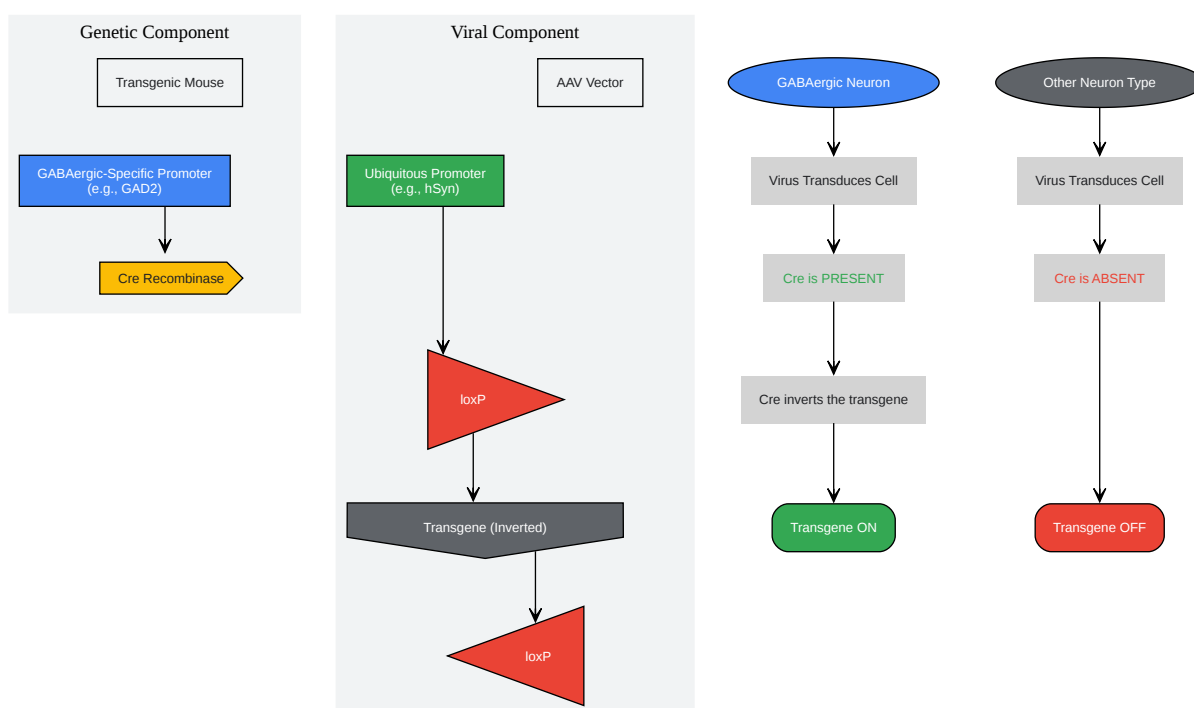 Genetic Component
Transgenic Mouse
GABAergic-Specific Promoter
(e.g., GAD2)
Cre Recombinase
Viral Component
AAV Vector
Ubiquitous Promoter
(e.g., hSyn)
loxP
Transgene (Inverted)
loxP
GABAergic Neuron
Virus Transduces Cell
Cre is PRESENT
Cre inverts the transgene
Transgene ON
Other Neuron Type
Virus Transduces Cell
Cre is ABSENT
Transgene OFF